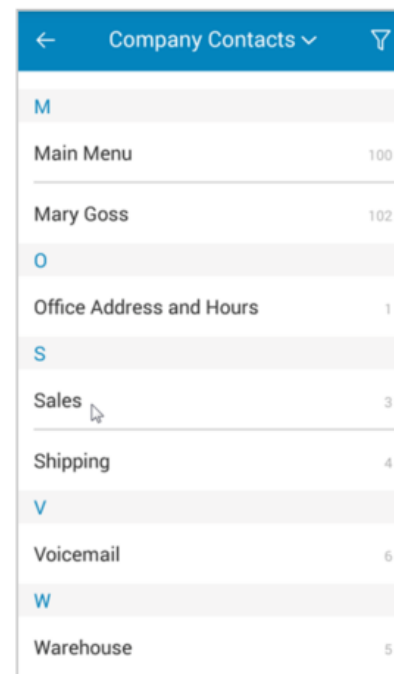 Company Contacts
M
Main Menu 100
Mary Goss 102
O
Office Address and Hours 1
S
Sales 3
Shipping 4
V
Voicemail 6
W
Warehouse 5